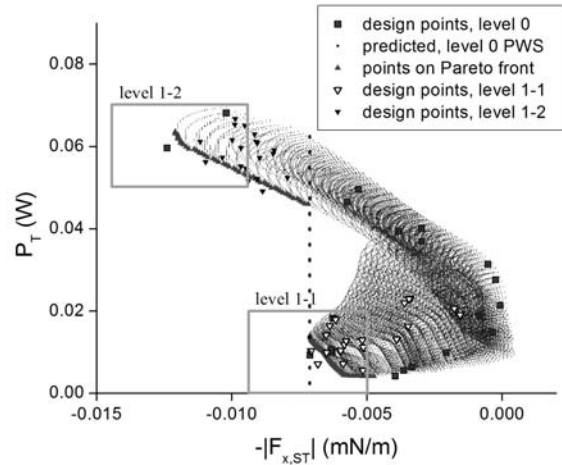 design points, level 0
predicted, level 0 PWS
points on Pareto front
design points, level 1-1
design points, level 1-2
level 1-2
level 1-1
P_T (W)
0.08
0.06
0.04
0.02
0.00
-0.015
-0.010
-0.005
0.000
-|F_x,ST| (mN/m)